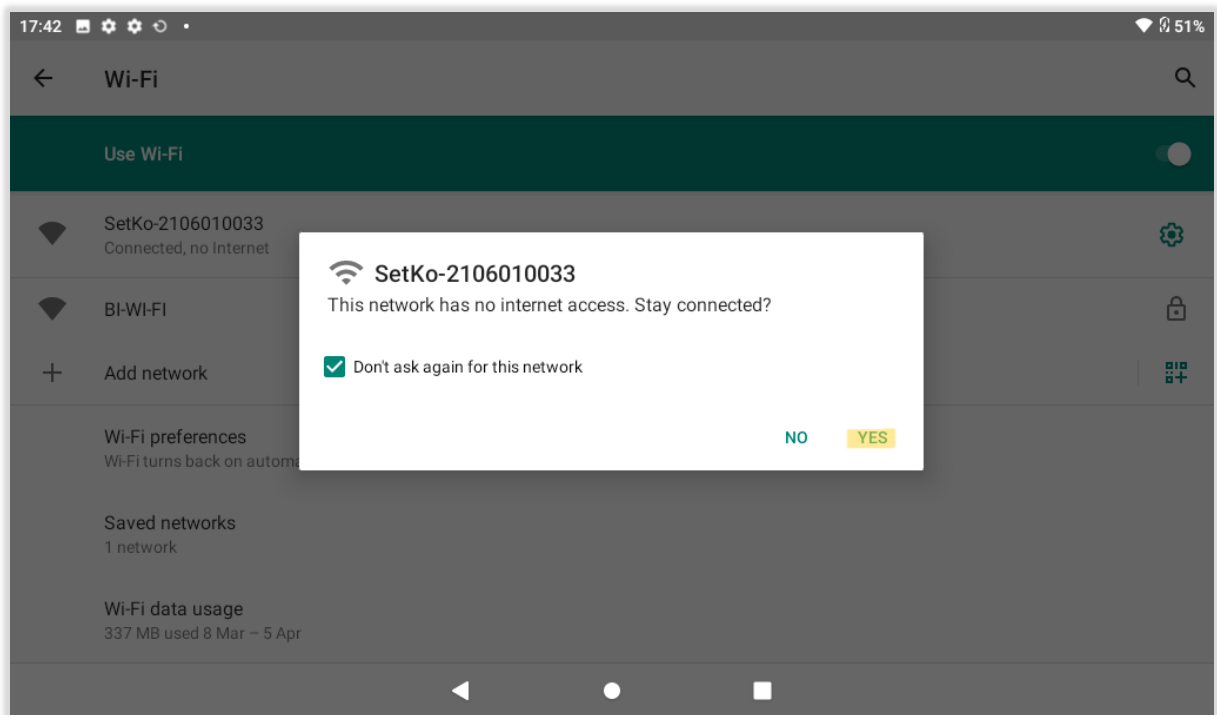 17:42
51%
Wi-Fi
Use Wi-Fi
SetKo-2106010033
Connected, no Internet
SetKo-2106010033
This network has no internet access. Stay connected?
Don't ask again for this network
NO YES
BI-WI-FI
Add network
Wi-Fi preferences
Wi-Fi turns back on automa
Saved networks
1 network
Wi-Fi data usage
337 MB used 8 Mar – 5 Apr